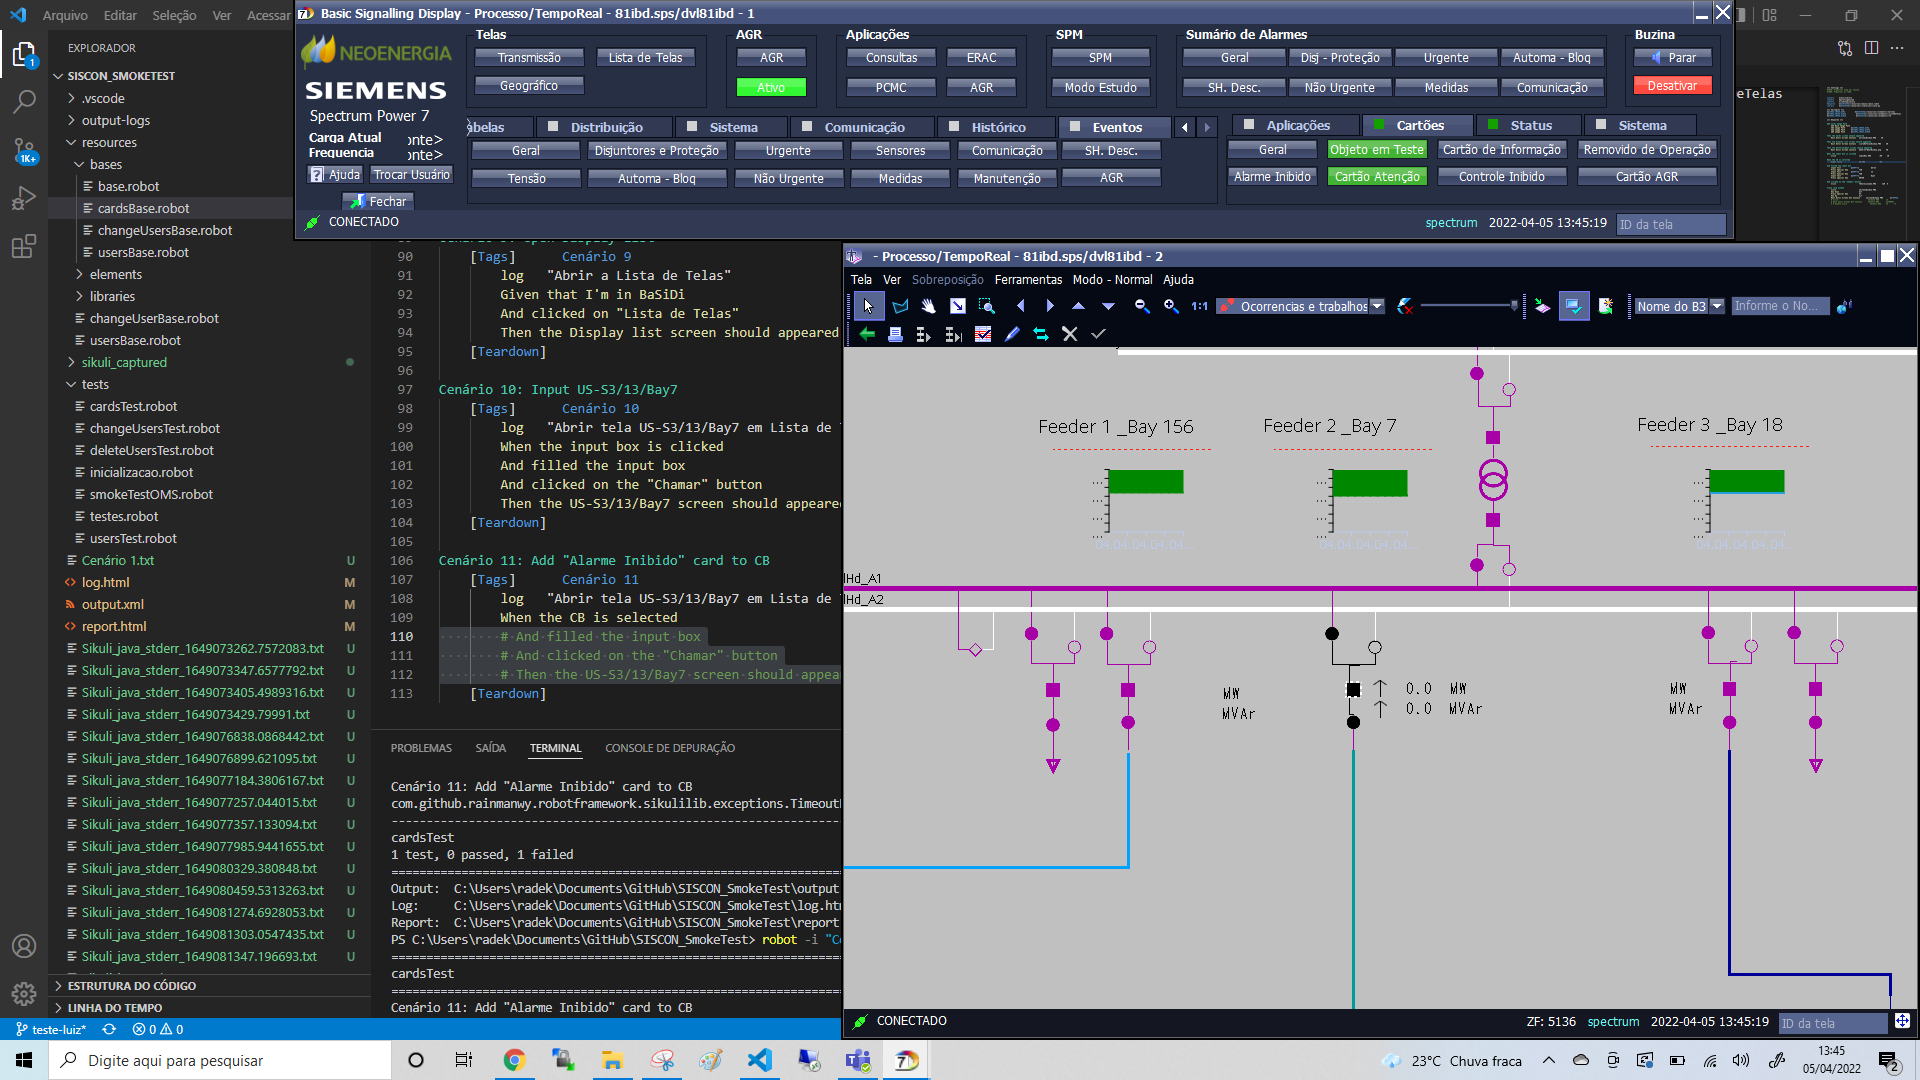 Arquivo Editar Seleção Ver Acessar
Basic Signalling Display - Processo/TempoReal - 81ibd.sps/dvl81ibd - 1
NEOENERGIA
SIEMENS
Spectrum Power 7
Carga Atual
Frequencia
onte>
onte>
Ajuda
Trocar Usuário
Fechar
CONECTADO
Telas
Transmissão
Lista de Telas
Geográfico
AGR
AGR
Ativo
Aplicações
Consultas
ERAC
PCMC
AGR
SPM
SPM
Modo Estudo
Sumário de Alarmes
Geral
Disj - Proteção
Urgente
Automa - Bloq
SH. Desc.
Não Urgente
Medidas
Comunicação
Buzina
Parar
Desativar
abelas
Distribuição
Sistema
Comunicação
Histórico
Eventos
Geral
Disjuntores e Proteção
Urgente
Sensores
Comunicação
SH. Desc.
Tensão
Automa - Bloq
Não Urgente
Medidas
Manutenção
AGR
Aplicações
Cartões
Status
Sistema
Geral
Objeto em Teste
Cartão de Informação
Removido de Operação
Alarme Inibido
Cartão Atenção
Controle Inibido
Cartão AGR
spectrum 2022-04-05 13:45:19 ID da tela
eTelas
EXPLORADOR
SISCON_SMOKETEST
.vscode
output-logs
resources
bases
base.robot
cardsBase.robot
changeUsersBase.robot
usersBase.robot
elements
libraries
changeUserBase.robot
usersBase.robot
sikuli_captured
tests
cardsTest.robot
changeUsersTest.robot
deleteUsersTest.robot
inicializacao.robot
smokeTestOMS.robot
testes.robot
usersTest.robot
Cenário 1.txt U
log.html M
output.xml M
report.html M
Sikuli_java_stderr_1649073262.7572083.txt U
Sikuli_java_stderr_1649073347.6577792.txt U
Sikuli_java_stderr_1649073405.4989316.txt U
Sikuli_java_stderr_1649073429.79991.txt U
Sikuli_java_stderr_1649076838.0868442.txt U
Sikuli_java_stderr_1649076899.621095.txt U
Sikuli_java_stderr_1649077184.3806167.txt U
Sikuli_java_stderr_1649077257.044015.txt U
Sikuli_java_stderr_1649077357.133094.txt U
Sikuli_java_stderr_1649077985.9441655.txt U
Sikuli_java_stderr_1649080329.380848.txt U
Sikuli_java_stderr_1649080459.5313263.txt U
Sikuli_java_stderr_1649081274.6928053.txt U
Sikuli_java_stderr_1649081303.0547435.txt U
Sikuli_java_stderr_1649081347.196693.txt U
ESTRUTURA DO CÓDIGO
LINHA DO TEMPO
1
1K+
90 [Tags] Cenário 9
91 log "Abrir a Lista de Telas"
92 Given that I'm in BaSiDi
93 And clicked on "Lista de Telas"
94 Then the Display list screen should appeared
95 [Teardown]
96
97 Cenário 10: Input US-S3/13/Bay7
98 [Tags] Cenário 10
99 log "Abrir tela US-S3/13/Bay7 em Lista de
100 When the input box is clicked
101 And filled the input box
102 And clicked on the "Chamar" button
103 Then the US-S3/13/Bay7 screen should appeared
104 [Teardown]
105
106 Cenário 11: Add "Alarme Inibido" card to CB
107 [Tags] Cenário 11
108 log "Abrir tela US-S3/13/Bay7 em Lista de
109 When the CB is selected
110 # And filled the input box
111 # And clicked on the "Chamar" button
112 # Then the US-S3/13/Bay7 screen should appea
113 [Teardown]
PROBLEMAS SAÍDA TERMINAL CONSOLE DE DEPURAÇÃO
Cenário 11: Add "Alarme Inibido" card to CB
com.github.rainmanwy.robotframework.sikulilib.exceptions.Timeout
cardsTest
1 test, 0 passed, 1 failed
Output: C:\Users\radek\Documents\GitHub\SISCON_SmokeTest\output
Log: C:\Users\radek\Documents\GitHub\SISCON_SmokeTest\log.ht
Report: C:\Users\radek\Documents\GitHub\SISCON_SmokeTest\report
PS C:\Users\radek\Documents\GitHub\SISCON_SmokeTest> robot -i "C
cardsTest
Cenário 11: Add "Alarme Inibido" card to CB
- Processo/TempoReal - 81ibd.sps/dvl81ibd - 2
Tela Ver Sobreposição Ferramentas Modo - Normal Ajuda
1:1
Ocorrencias e trabalhos
Nome do B3
Informe o No...
Feeder 1 _Bay 156
Feeder 2 _Bay 7
Feeder 3 _Bay 18
04.04.04.04...
04.04.04.04...
04.04.04.04...
lHd_A1
lHd_A2
MW
MVAr
0.0 MW
0.0 MVAr
MW
MVAr
CONECTADO
ZF: 5136 spectrum 2022-04-05 13:45:19 ID da tela
teste-luiz* 0 0
Digite aqui para pesquisar
23°C Chuva fraca
13:45
05/04/2022
2